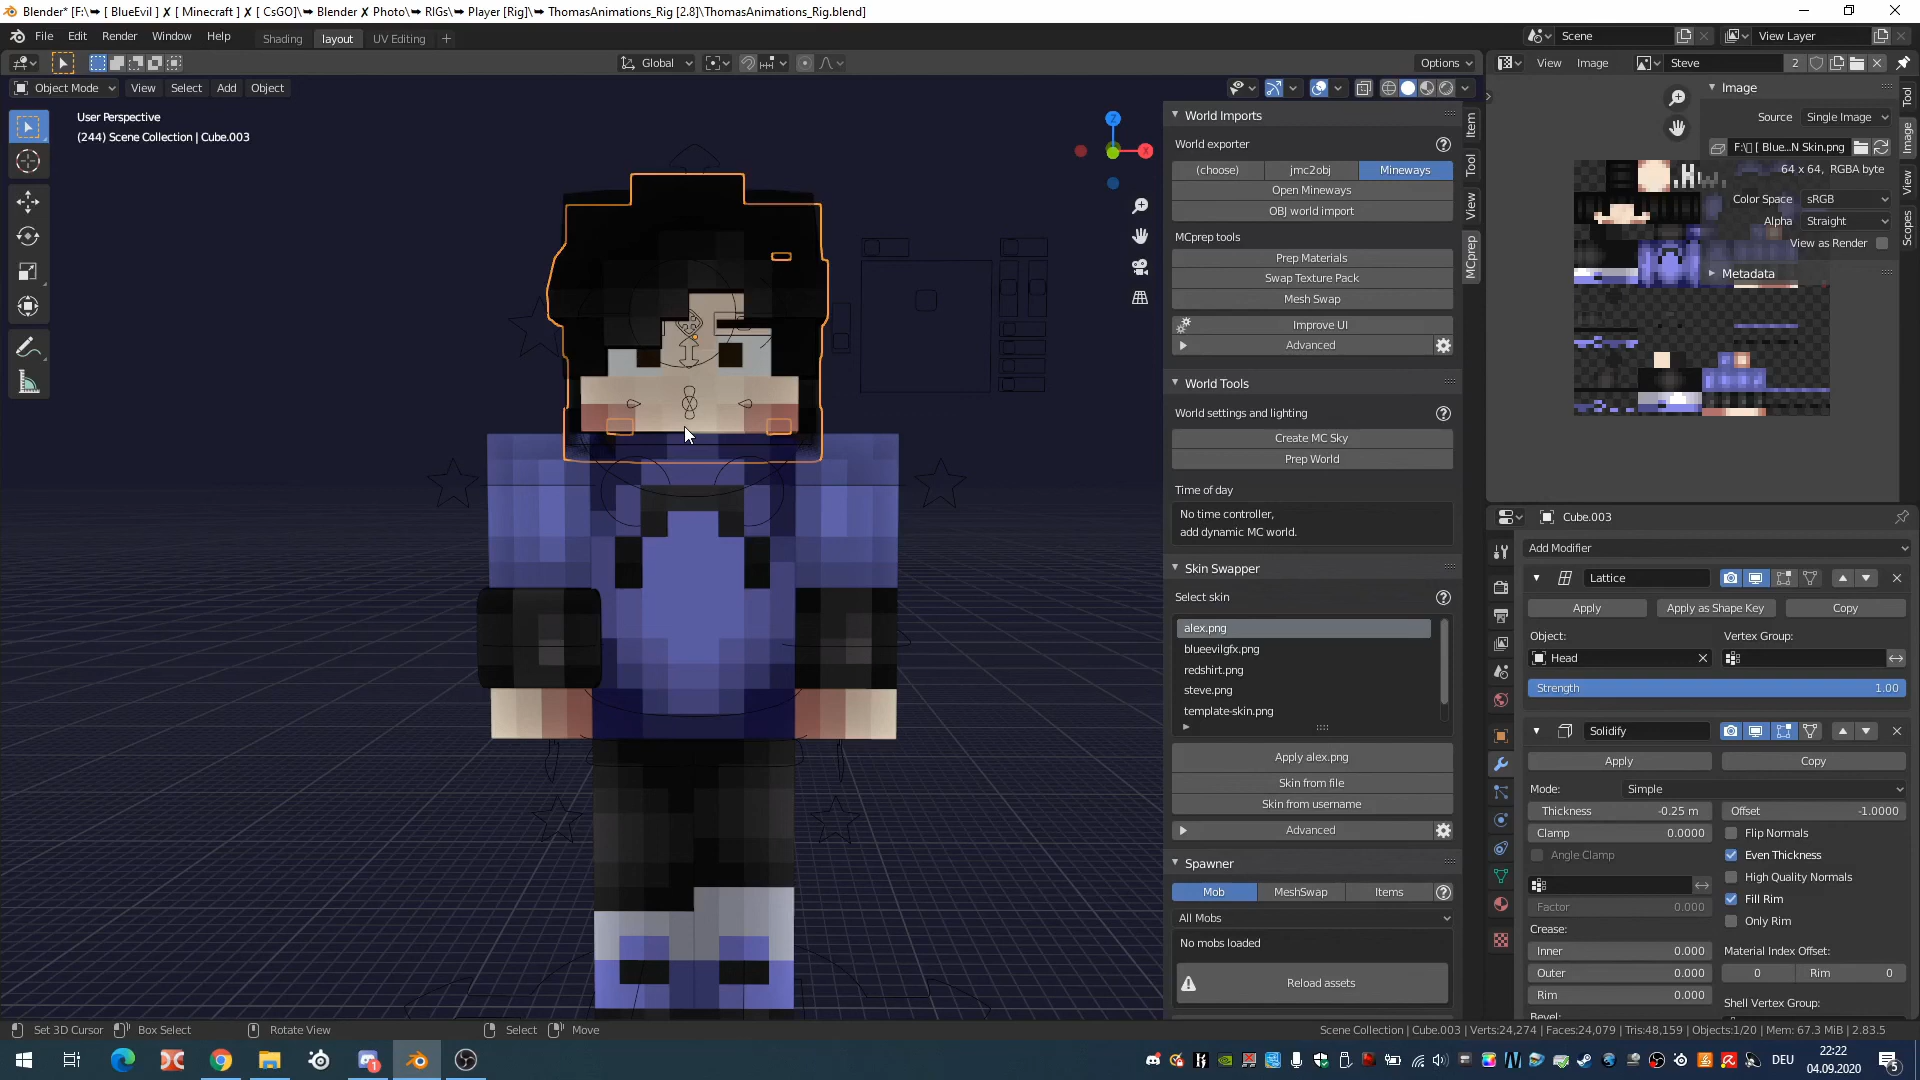 Blender* [F:\➥ [ BlueEvil ] ✗ [ Minecraft ] ✗ [ CsGO]\➥ Blender ✗ Photo\➥ RIGs\➥ Player [Rig]\➥ ThomasAnimations_Rig [2.8]\ThomasAnimations_Rig.blend]
File Edit Render Window Help Shading layout UV Editing + Scene View Layer
Global Options View Image Steve 2
Object Mode View Select Add Object
User Perspective
(244) Scene Collection | Cube.003
Z
X
World Imports
World exporter
(choose) jmc2obj Mineways
Open Mineways
OBJ world import
MCprep tools
Prep Materials
Swap Texture Pack
Mesh Swap
Improve UI
Advanced
World Tools
World settings and lighting
Create MC Sky
Prep World
Time of day
No time controller,
add dynamic MC world.
Skin Swapper
Select skin
alex.png
blueevilgfx.png
redshirt.png
steve.png
template-skin.png
Apply alex.png
Skin from file
Skin from username
Advanced
Spawner
Mob MeshSwap Items
All Mobs
No mobs loaded
Reload assets
Item
Tool
View
MCprep
Image
Source Single Image
F:\▯ [ Blue...N Skin.png
64 x 64, RGBA byte
Color Space sRGB
Alpha Straight
View as Render
Metadata
Tool
Image
View
Scopes
Cube.003
Add Modifier
Lattice
Apply Apply as Shape Key Copy
Object: Vertex Group:
Head
Strength 1.00
Solidify
Apply Copy
Mode: Simple
Thickness -0.25 m Offset -1.0000
Clamp 0.0000 Flip Normals
Angle Clamp Even Thickness
High Quality Normals
Fill Rim
Factor 0.000
Only Rim
Crease:
Inner 0.000 Material Index Offset:
Outer 0.000 0 Rim 0
Rim 0.000 Shell Vertex Group:
Set 3D Cursor Box Select Rotate View Select Move Scene Collection | Cube.003 | Verts:24,274 | Faces:24,079 | Tris:48,159 | Objects:1/20 | Mem: 67.3 MiB | 2.83.5
DEU 22:22
04.09.2020
5